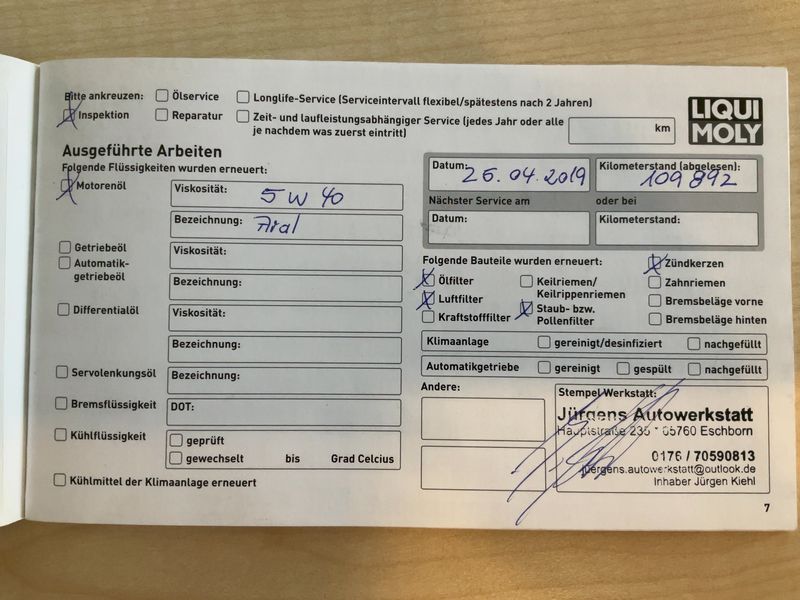 Bitte ankreuzen: Ölservice Longlife-Service (Serviceintervall flexibel/spätestens nach 2 Jahren)
Inspektion Reparatur Zeit- und laufleistungsabhängiger Service (jedes Jahr oder alle
je nachdem was zuerst eintritt) km
LIQUI
MOLY
Ausgeführte Arbeiten
Folgende Flüssigkeiten wurden erneuert:
Motorenöl Viskosität: 5 W 40
Bezeichnung: Aral
Getriebeöl Viskosität:
Automatik-
getriebeöl
Bezeichnung:
Differentialöl Viskosität:
Bezeichnung:
Servolenkungsöl Bezeichnung:
Bremsflüssigkeit DOT:
Kühlflüssigkeit geprüft
gewechselt bis Grad Celcius
Kühlmittel der Klimaanlage erneuert
Datum: 26.04.2019 Kilometerstand (abgelesen): 109892
Nächster Service am oder bei
Datum: Kilometerstand:
Folgende Bauteile wurden erneuert: Zündkerzen
Ölfilter Keilriemen/ Zahnriemen
Keilrippenriemen
Luftfilter Staub- bzw. Bremsbeläge vorne
Kraftstofffilter Pollenfilter Bremsbeläge hinten
Klimaanlage gereinigt/desinfiziert nachgefüllt
Automatikgetriebe gereinigt gespült nachgefüllt
Andere: Stempel Werkstatt:
Jürgens Autowerkstatt
Hauptstraße 235 * 65760 Eschborn
0176 / 70590813
juergens.autowerkstatt@outlook.de
Inhaber Jürgen Kiehl
7